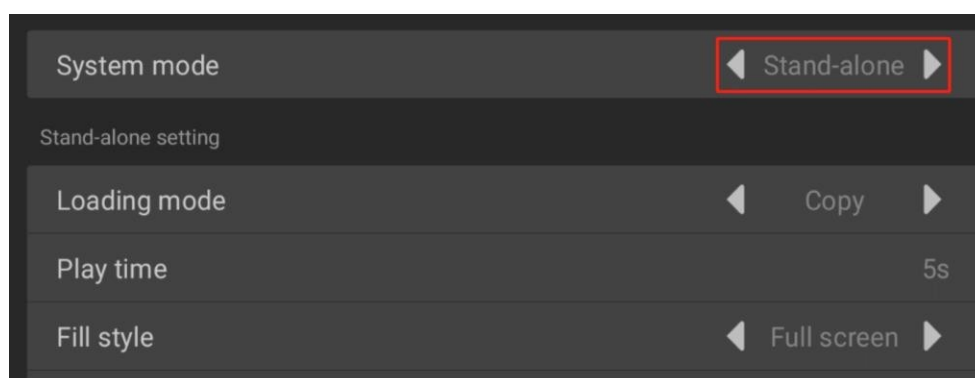 System mode Stand-alone
Stand-alone setting
Loading mode Copy
Play time 5s
Fill style Full screen